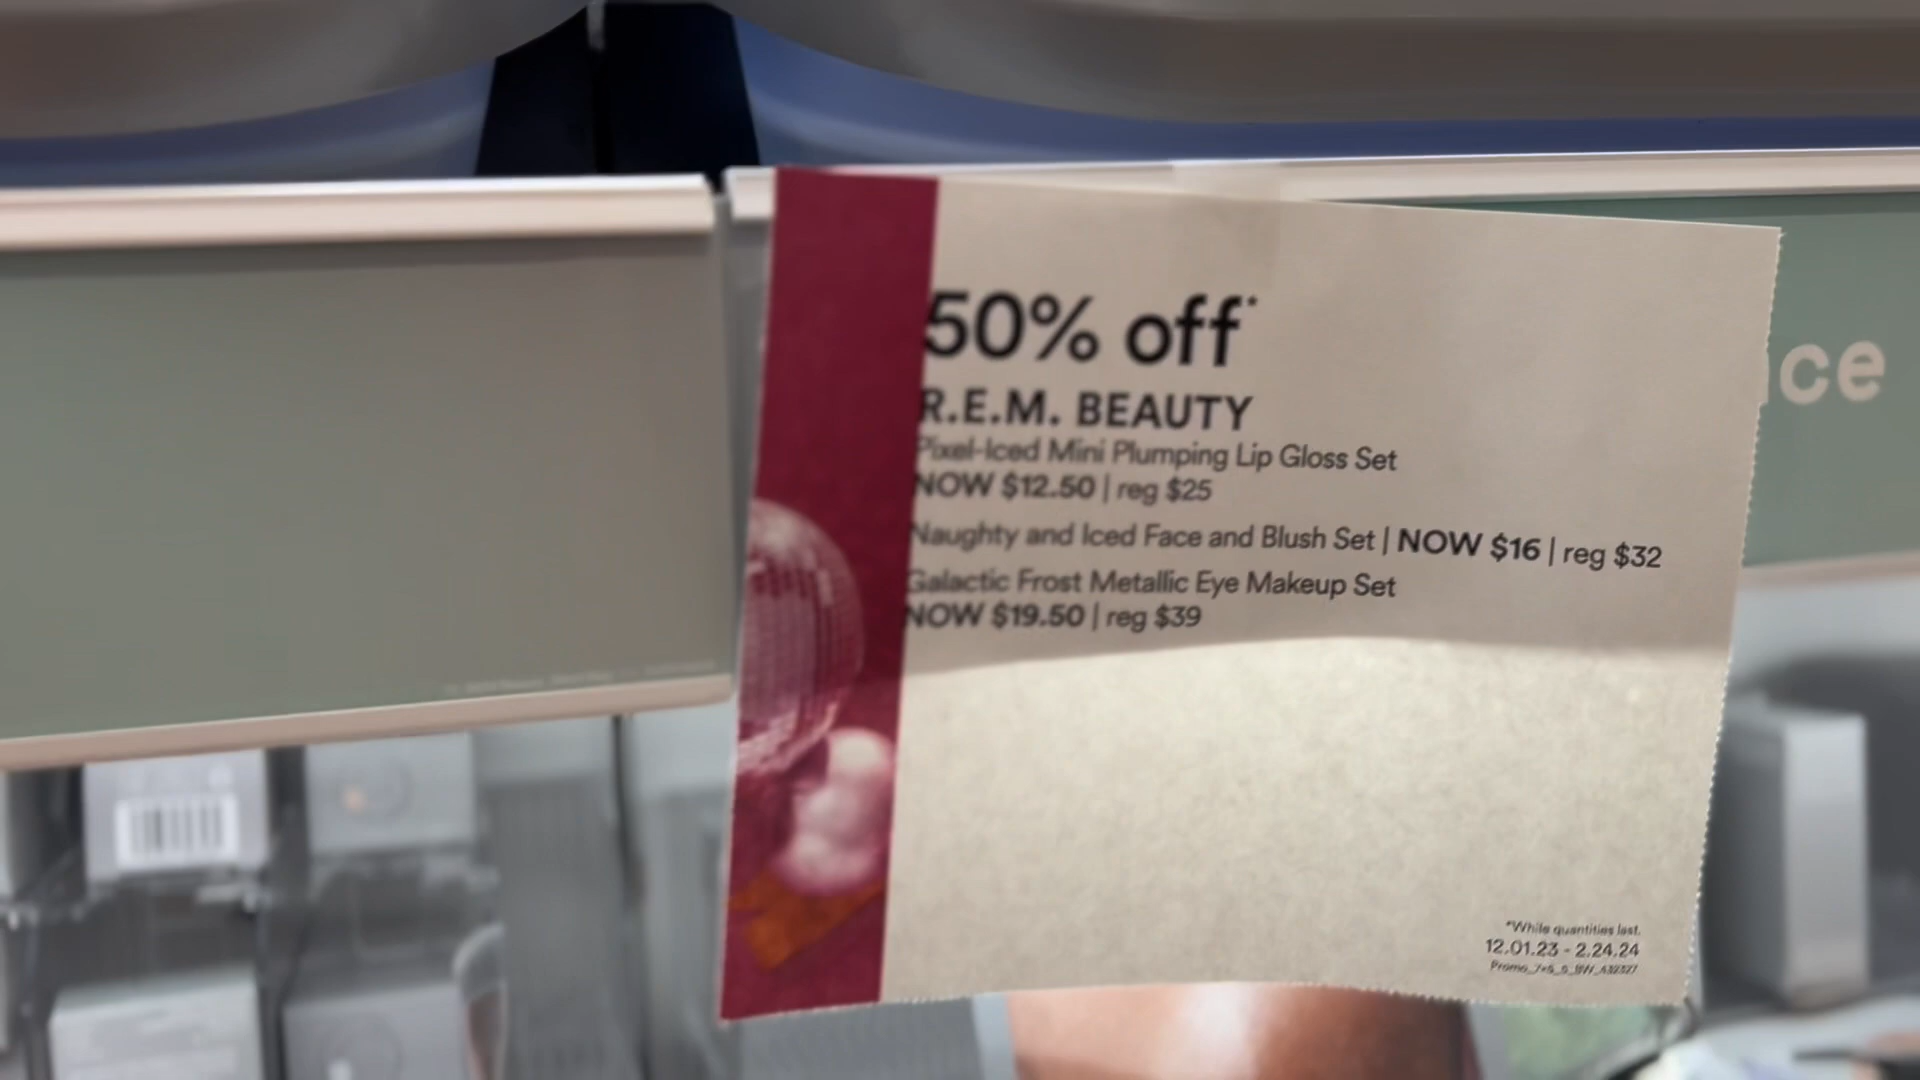 50% off*
R.E.M. BEAUTY
Pixel-Iced Mini Plumping Lip Gloss Set
NOW $12.50 | reg $25
Naughty and Iced Face and Blush Set | NOW $16 | reg $32
Galactic Frost Metallic Eye Makeup Set
NOW $19.50 | reg $39
ce
*While quantities last.
12.01.23 - 2.24.24